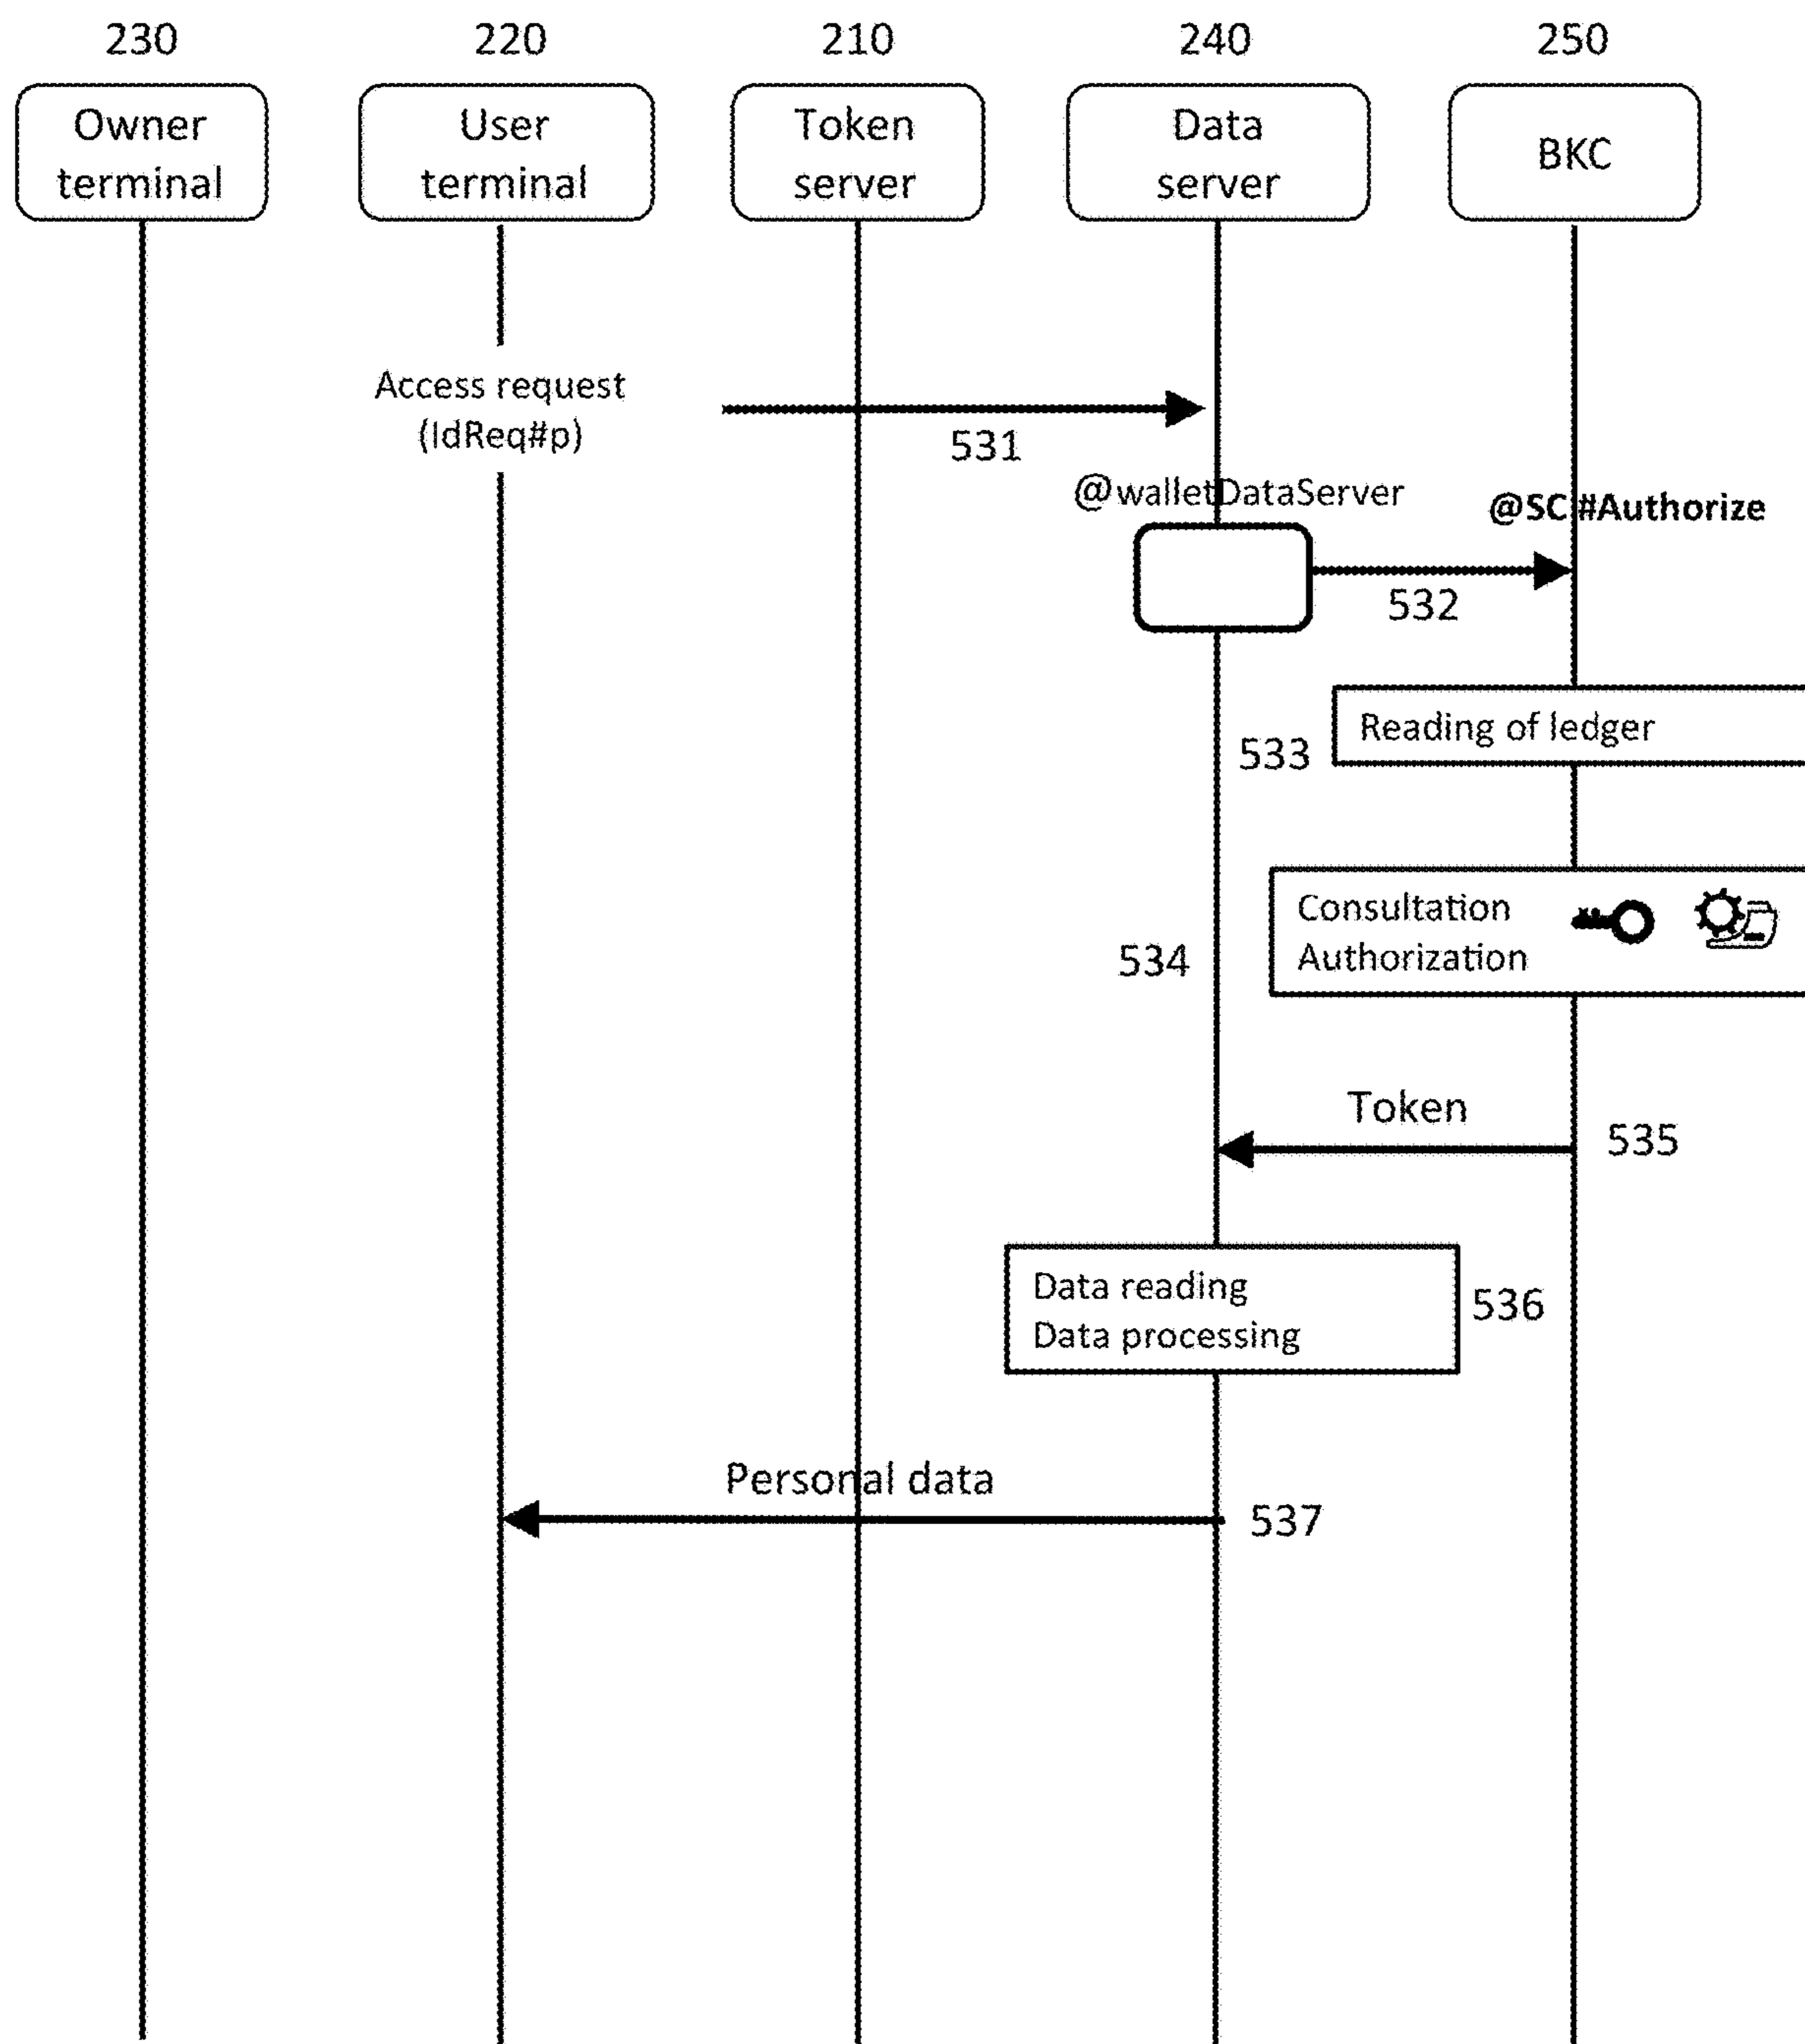 230 220 210 240 250
Owner
terminal
User
terminal
Token
server
Data
server
BKC
Access request
(IdReq#p)
531
@walletDataServer
@SC #Authorize
532
Reading of ledger
533
Consultation
Authorization
534
Token
535
Data reading
Data processing
536
Personal data
537